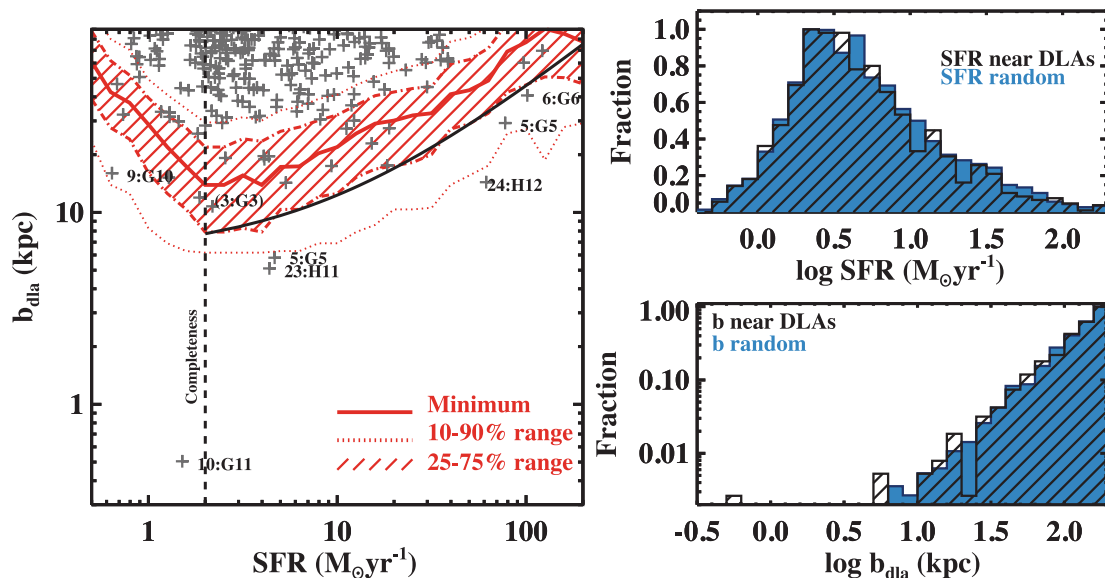 b_dla (kpc)
10
1
Completeness
9:G10
(3:G3)
5:G5
23:H11
10:G11
6:G6
5:G5
24:H12
Minimum
10-90% range
25-75% range
1 10 100
SFR (M⊙yr⁻¹)
Fraction
1.0
0.8
0.6
0.4
0.2
0.0
SFR near DLAs
SFR random
0.0 0.5 1.0 1.5 2.0
log SFR (M⊙yr⁻¹)
Fraction
1.00
0.10
0.01
b near DLAs
b random
-0.5 0.0 0.5 1.0 1.5 2.0
log b_dla (kpc)